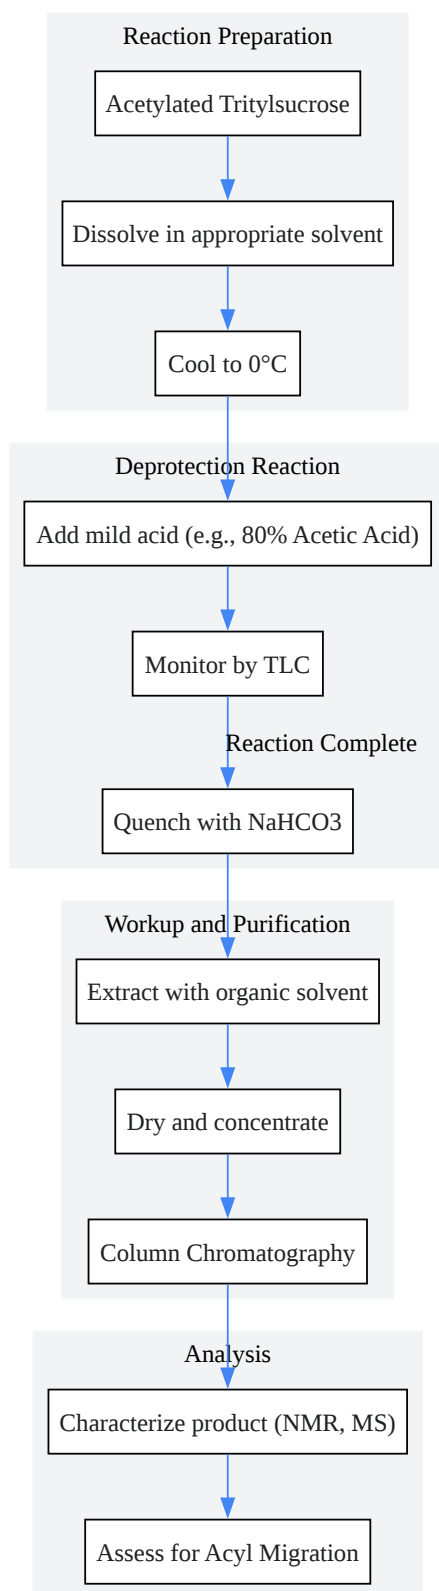 Reaction Preparation
Acetylated Tritylsucrose
Dissolve in appropriate solvent
Cool to 0°C
Deprotection Reaction
Add mild acid (e.g., 80% Acetic Acid)
Monitor by TLC
Reaction Complete
Quench with NaHCO3
Workup and Purification
Extract with organic solvent
Dry and concentrate
Column Chromatography
Analysis
Characterize product (NMR, MS)
Assess for Acyl Migration